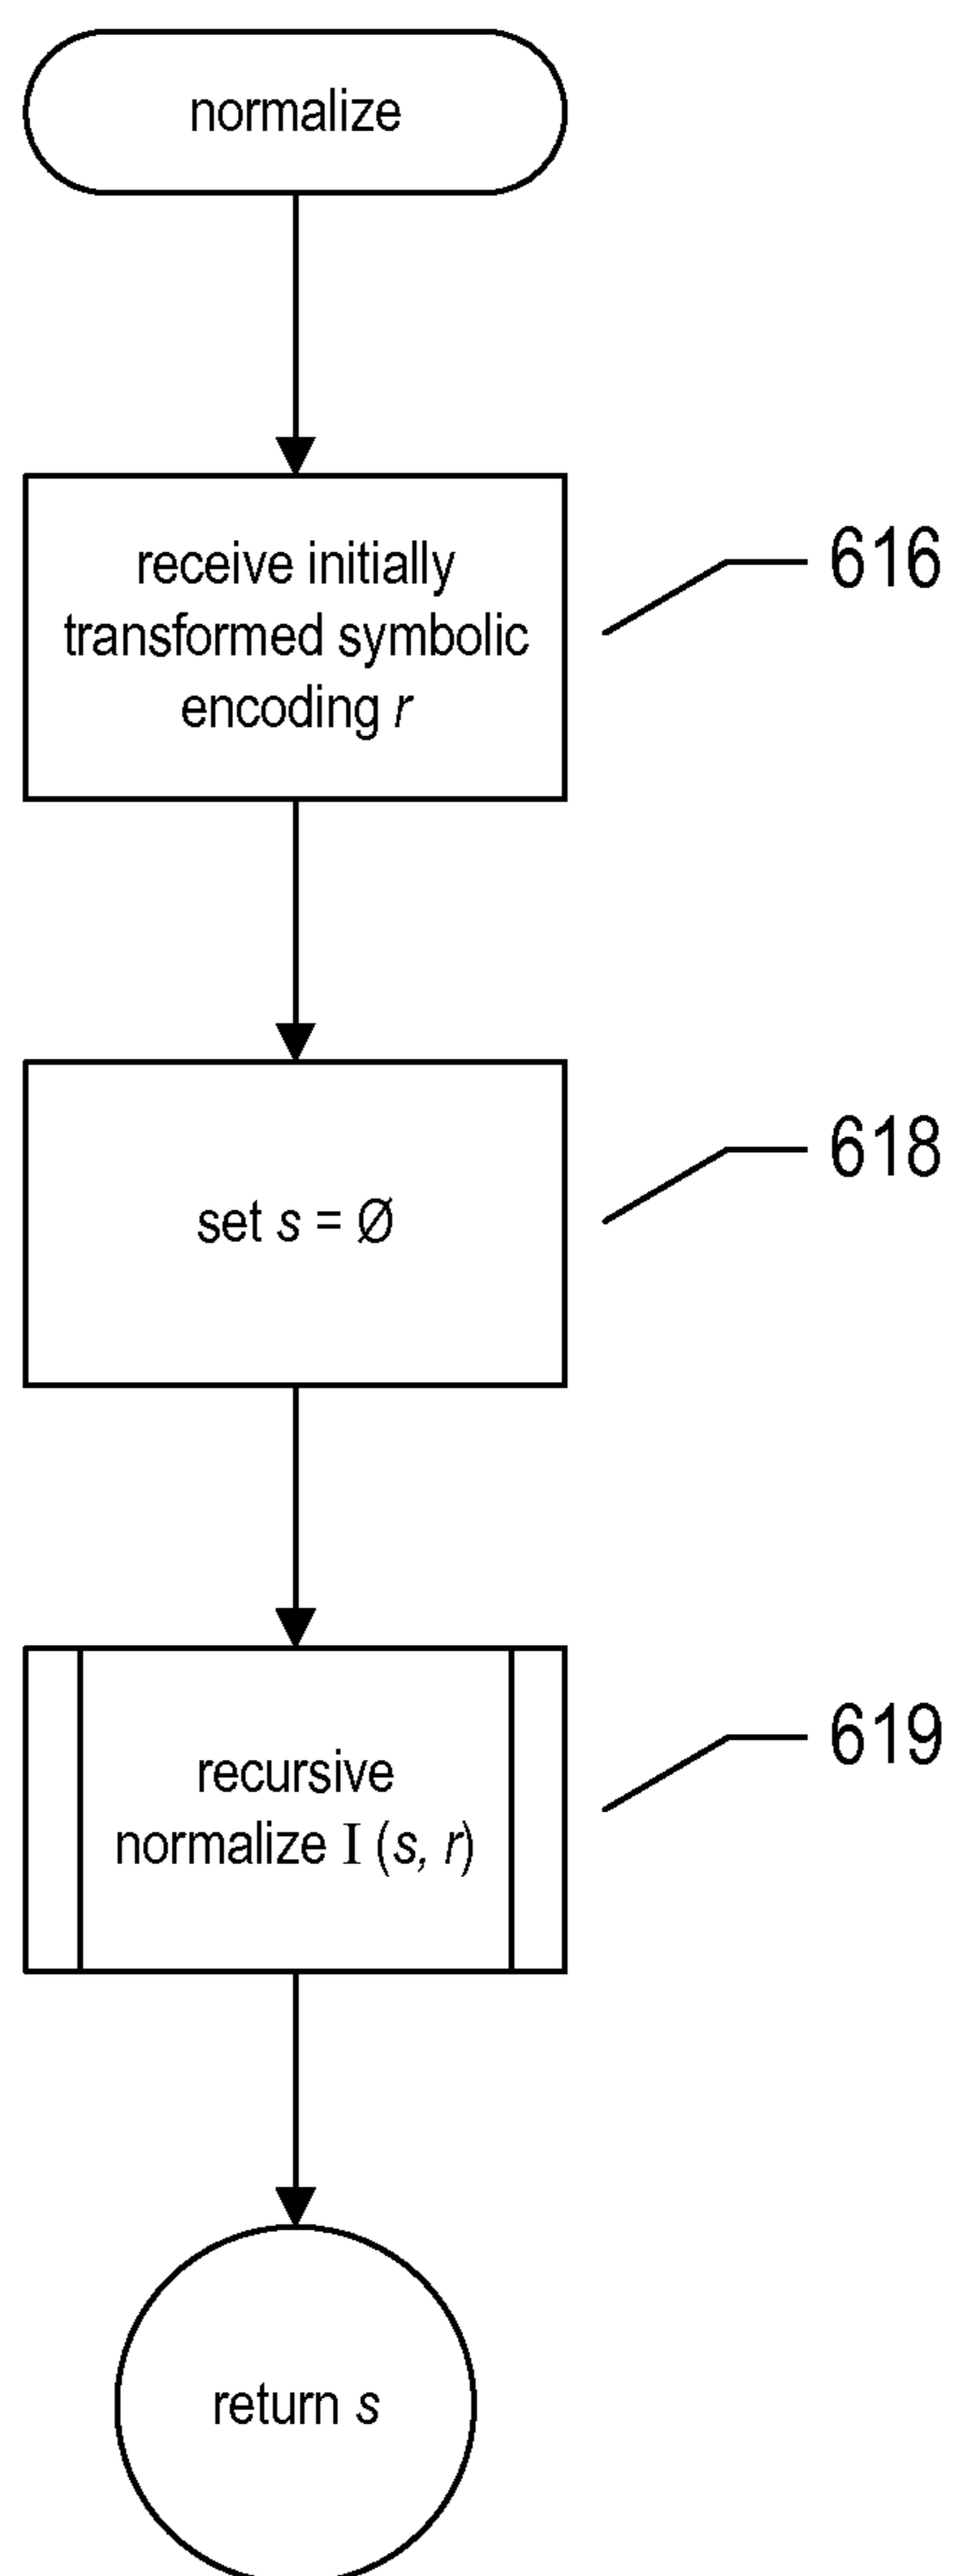 normalize
receive initially
transformed symbolic
encoding r
616
set s = Ø
618
recursive
normalize I (s, r)
619
return s